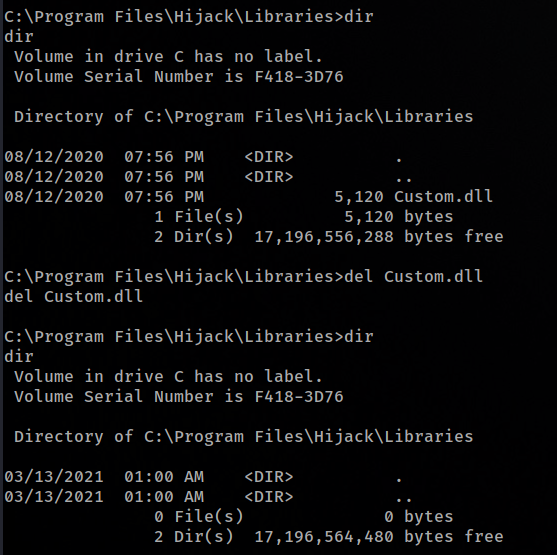 C:\Program Files\Hijack\Libraries>dir
dir
 Volume in drive C has no label.
 Volume Serial Number is F418-3D76

 Directory of C:\Program Files\Hijack\Libraries

08/12/2020  07:56 PM    <DIR>          .
08/12/2020  07:56 PM    <DIR>          ..
08/12/2020  07:56 PM             5,120 Custom.dll
               1 File(s)          5,120 bytes
               2 Dir(s)  17,196,556,288 bytes free

C:\Program Files\Hijack\Libraries>del Custom.dll
del Custom.dll

C:\Program Files\Hijack\Libraries>dir
dir
 Volume in drive C has no label.
 Volume Serial Number is F418-3D76

 Directory of C:\Program Files\Hijack\Libraries

03/13/2021  01:00 AM    <DIR>          .
03/13/2021  01:00 AM    <DIR>          ..
               0 File(s)              0 bytes
               2 Dir(s)  17,196,564,480 bytes free